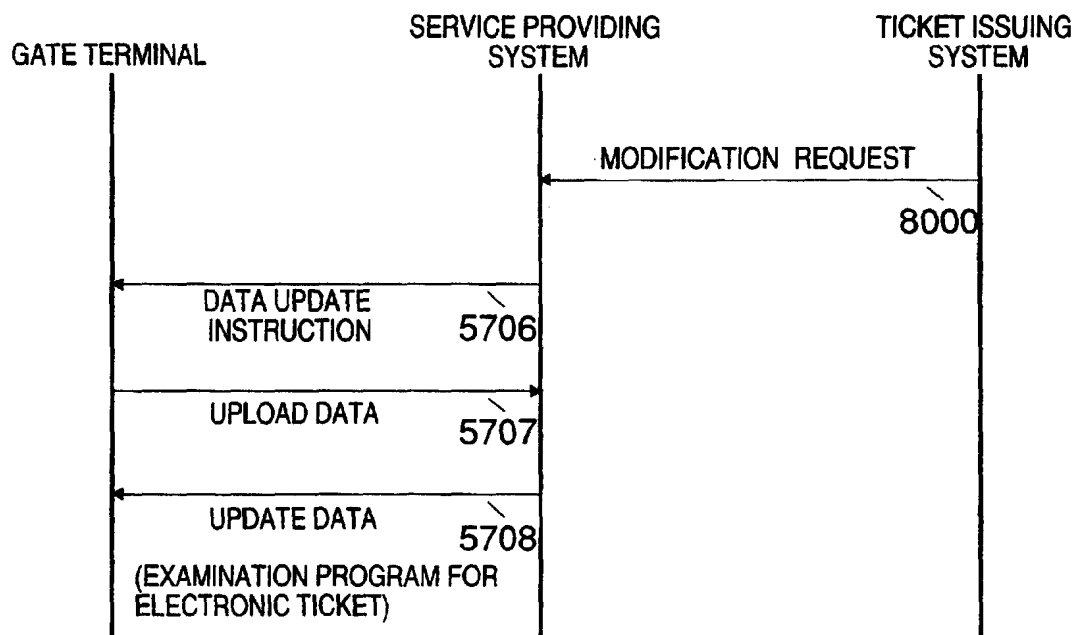 GATE TERMINAL
SERVICE PROVIDING
SYSTEM
TICKET ISSUING
SYSTEM
MODIFICATION REQUEST
8000
DATA UPDATE
INSTRUCTION
5706
UPLOAD DATA
5707
UPDATE DATA
5708
(EXAMINATION PROGRAM FOR
ELECTRONIC TICKET)